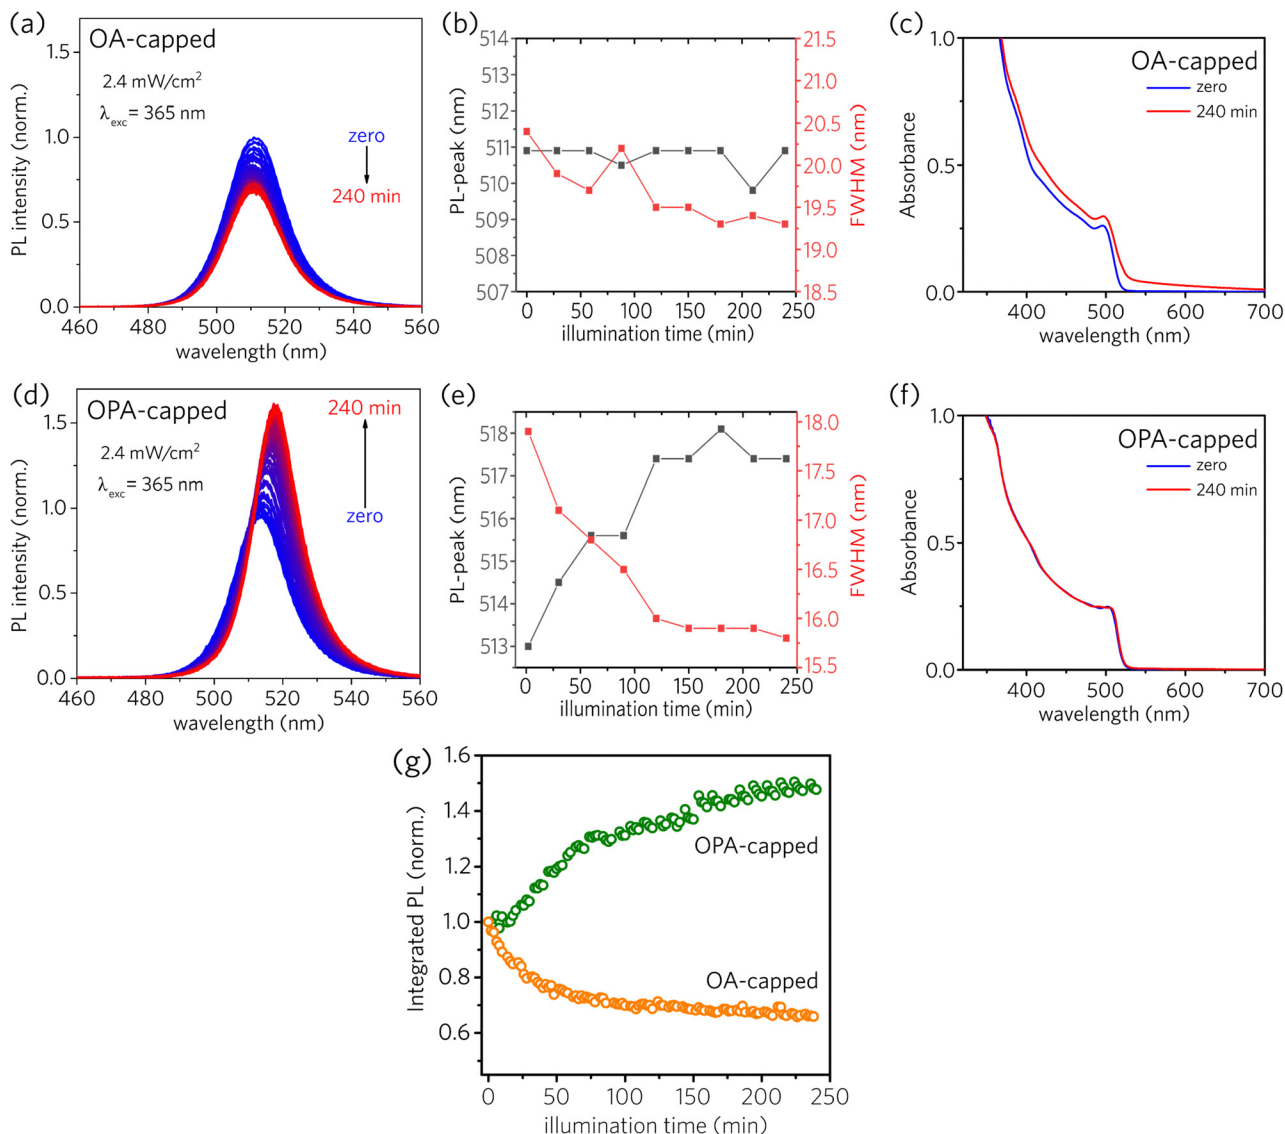 (a)
OA-capped
2.4 mW/cm²
λexc = 365 nm
zero
240 min
PL intensity (norm.)
1.5
1.0
0.5
0.0
460 480 500 520 540 560
wavelength (nm)
(b)
PL-peak (nm)
514
513
512
511
510
509
508
507
FWHM (nm)
21.5
21.0
20.5
20.0
19.5
19.0
18.5
0 50 100 150 200 250
illumination time (min)
(c)
OA-capped
zero
240 min
Absorbance
1.0
0.5
0.0
400 500 600 700
wavelength (nm)
(d)
OPA-capped
2.4 mW/cm²
λexc = 365 nm
240 min
zero
PL intensity (norm.)
1.5
1.0
0.5
0.0
460 480 500 520 540 560
wavelength (nm)
(e)
PL-peak (nm)
518
517
516
515
514
513
FWHM (nm)
18.0
17.5
17.0
16.5
16.0
15.5
0 50 100 150 200 250
illumination time (min)
(f)
OPA-capped
zero
240 min
Absorbance
1.0
0.5
0.0
400 500 600 700
wavelength (nm)
(g)
Integrated PL (norm.)
1.6
1.4
1.2
1.0
0.8
0.6
OPA-capped
OA-capped
0 50 100 150 200 250
illumination time (min)